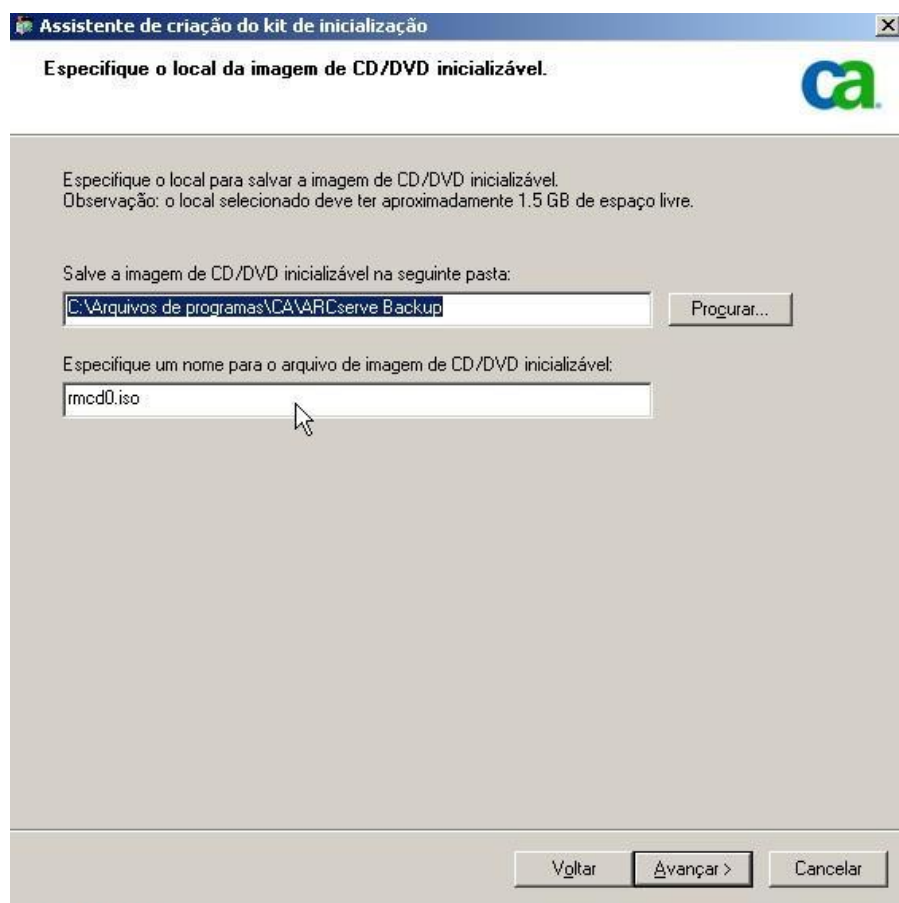 Assistente de criação do kit de inicialização
Especifique o local da imagem de CD/DVD inicializável.
ca.
Especifique o local para salvar a imagem de CD/DVD inicializável.
Observação: o local selecionado deve ter aproximadamente 1.5 GB de espaço livre.
Salve a imagem de CD/DVD inicializável na seguinte pasta:
C:\Arquivos de programas\CA\ARCserve Backup
Procurar...
Especifique um nome para o arquivo de imagem de CD/DVD inicializável:
rmcd0.iso
Voltar
Avançar >
Cancelar